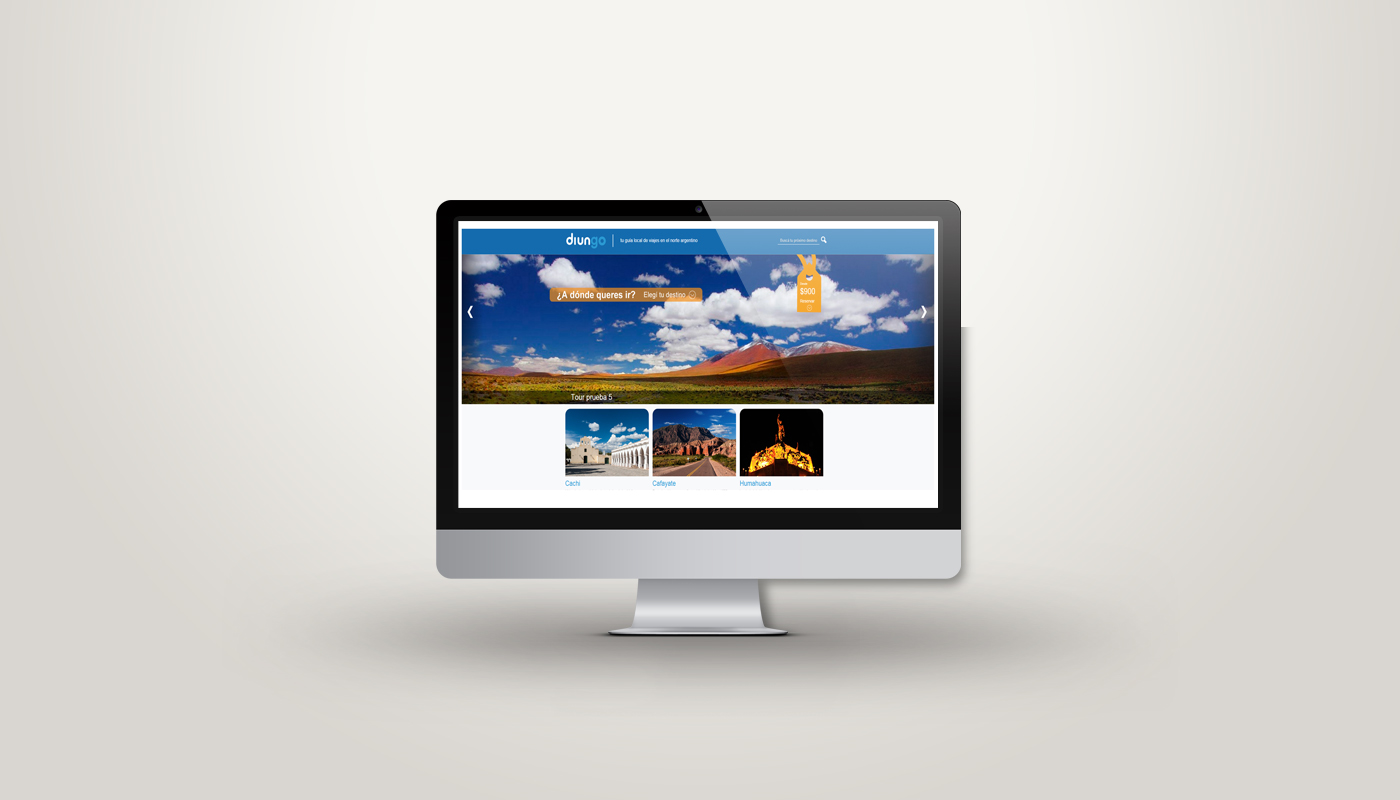 diungo
tu guía local de viajes en el norte argentino
Busca tu próximo destino
¿A dónde queres ir? Elegí tu destino
$900
Tour prueba 5
Cachi
Cafayate
Humahuaca